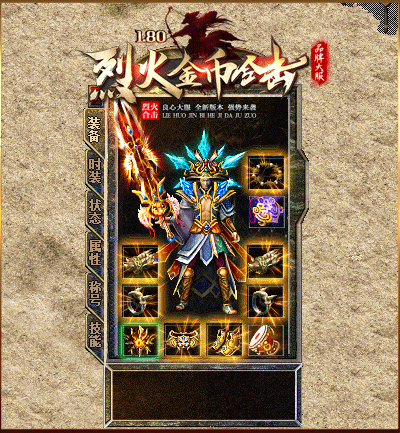 1.80
烈火金币合击
品牌大服
烈火
合击
良心大服 全新版本 强势来袭
LIE HUO JIN BI HE JI DA JU ZUO
装备
时装
状态
属性
称号
技能